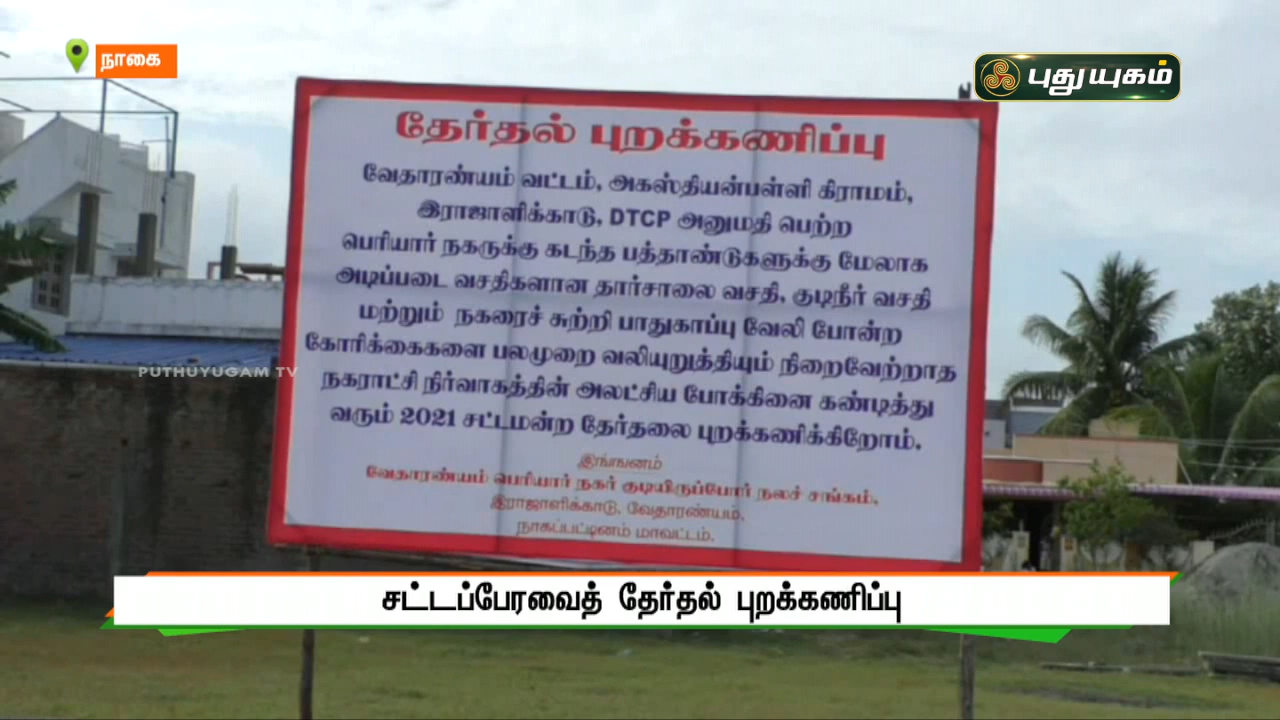 நாகை
புதுயுகம்
தேர்தல் புறக்கணிப்பு
வேதாரண்யம் வட்டம், அகஸ்தியன்பள்ளி கிராமம்,
இராஜாளிக்காடு, DTCP அனுமதி பெற்ற
பெரியார் நகருக்கு கடந்த பத்தாண்டுகளுக்கு மேலாக
அடிப்படை வசதிகளான தார்சாலை வசதி, குடிநீர் வசதி
மற்றும் நகரைச் சுற்றி பாதுகாப்பு வேலி போன்ற
கோரிக்கைகளை பலமுறை வலியுறுத்தியும் நிறைவேற்றாத
நகராட்சி நிர்வாகத்தின் அலட்சிய போக்கினை கண்டித்து
வரும் 2021 சட்டமன்ற தேர்தலை புறக்கணிக்கிறோம்.
இங்ஙனம்
வேதாரண்யம் பெரியார் நகர் குடியிருப்போர் நலச் சங்கம்,
இராஜாளிக்காடு, வேதாரண்யம்,
நாகப்பட்டினம் மாவட்டம்.
PUTHUYUGAM TV
சட்டப்பேரவைத் தேர்தல் புறக்கணிப்பு